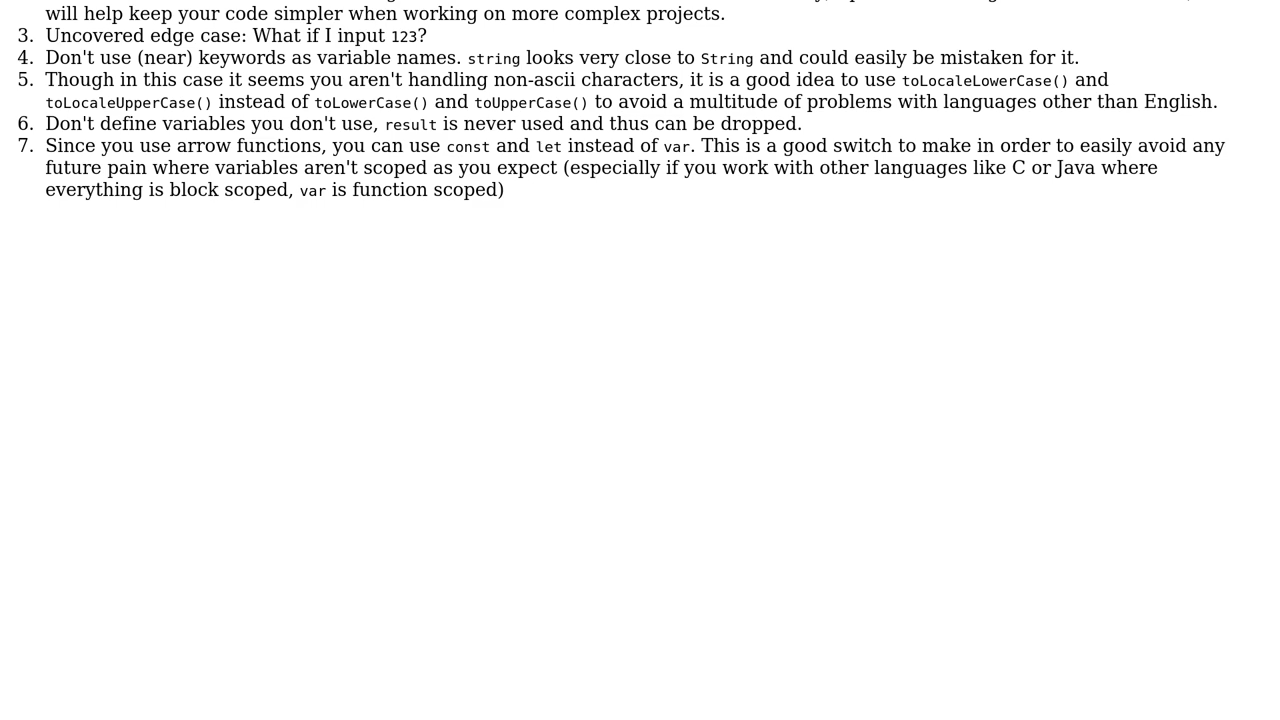 will help keep your code simpler when working on more complex projects.
3. Uncovered edge case: What if I input 123?
4. Don't use (near) keywords as variable names. string looks very close to String and could easily be mistaken for it.
5. Though in this case it seems you aren't handling non-ascii characters, it is a good idea to use toLocaleLowerCase() and
toLocaleUpperCase() instead of toLowerCase() and toUpperCase() to avoid a multitude of problems with languages other than English.
6. Don't define variables you don't use, result is never used and thus can be dropped.
7. Since you use arrow functions, you can use const and let instead of var. This is a good switch to make in order to easily avoid any
future pain where variables aren't scoped as you expect (especially if you work with other languages like C or Java where
everything is block scoped, var is function scoped)